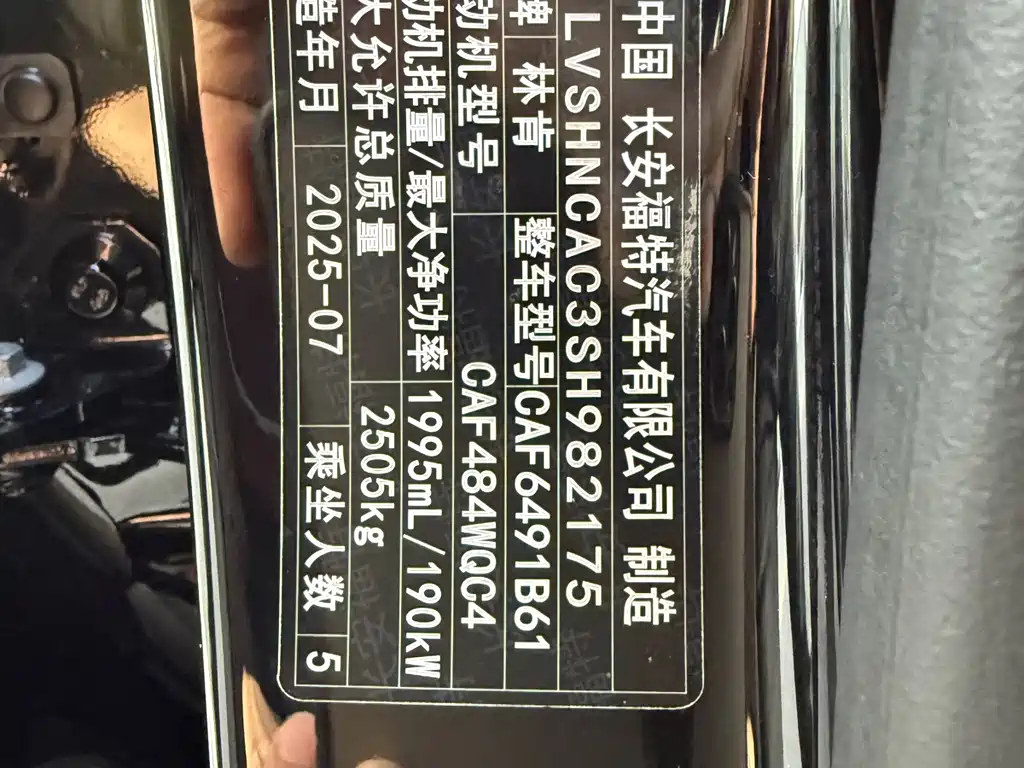 中国 长安福特汽车有限公司 制造
LVSHNCAC3SH982175
牌 林肯 整车型号 CAF6491B61
动机型号 CAF484WQC4
动机排量/最大净功率 1995mL/190kW
大允许总质量 2505kg
造年月 2025-07 乘坐人数 5